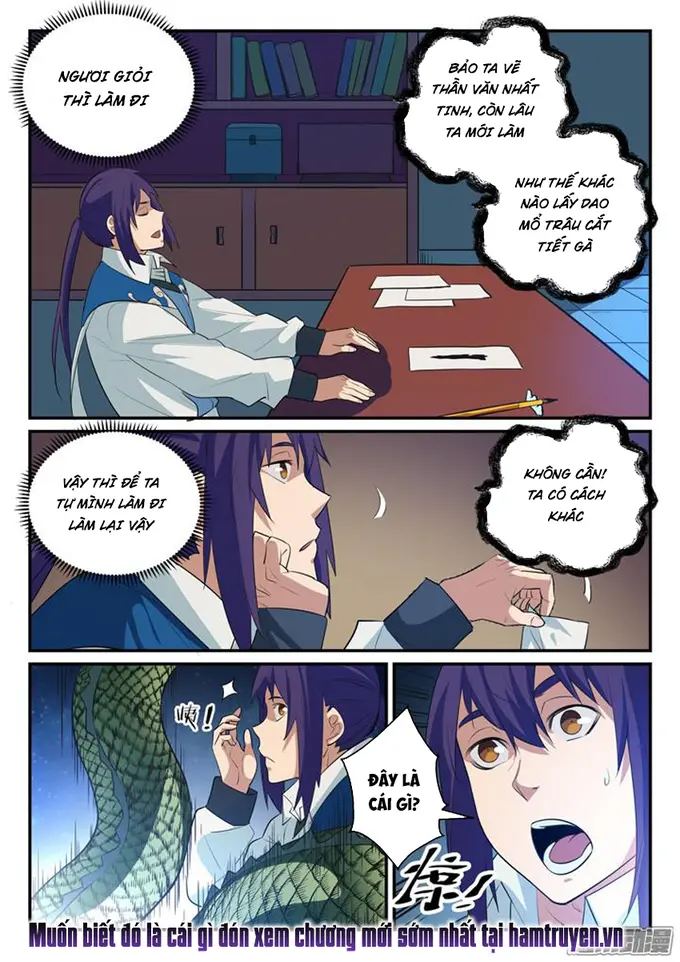 NGƯƠI GIỎI
THÌ LÀM ĐI
BẢO TA VẼ
THẦN VĂN NHẤT
TINH, CÒN LÂU
TA MỚI LÀM
NHƯ THẾ KHÁC
NÀO LẤY DAO
MỔ TRÂU CẮT
TIẾT GÀ
VẬY THÌ ĐỂ TA
TỰ MÌNH LÀM ĐI
LÀM LẠI VẬY
KHÔNG CẦN!
TA CÓ CÁCH
KHÁC
咦!
ĐÂY LÀ
CÁI GÌ?
惊!
Muốn biết đó là cái gì đón xem chương mới sớm nhất tại hamtruyen.vn
动漫